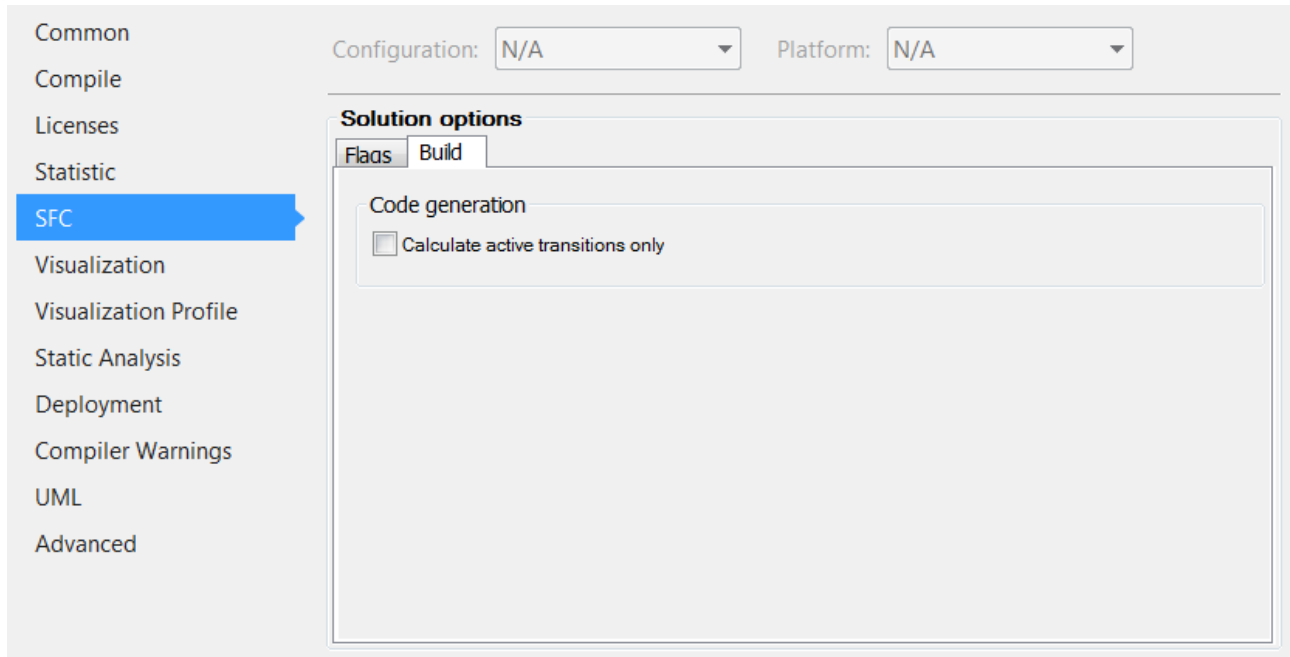 Common
Compile
Licenses
Statistic
SFC
Visualization
Visualization Profile
Static Analysis
Deployment
Compiler Warnings
UML
Advanced
Configuration: N/A Platform: N/A
Solution options
Flags Build
Code generation
Calculate active transitions only